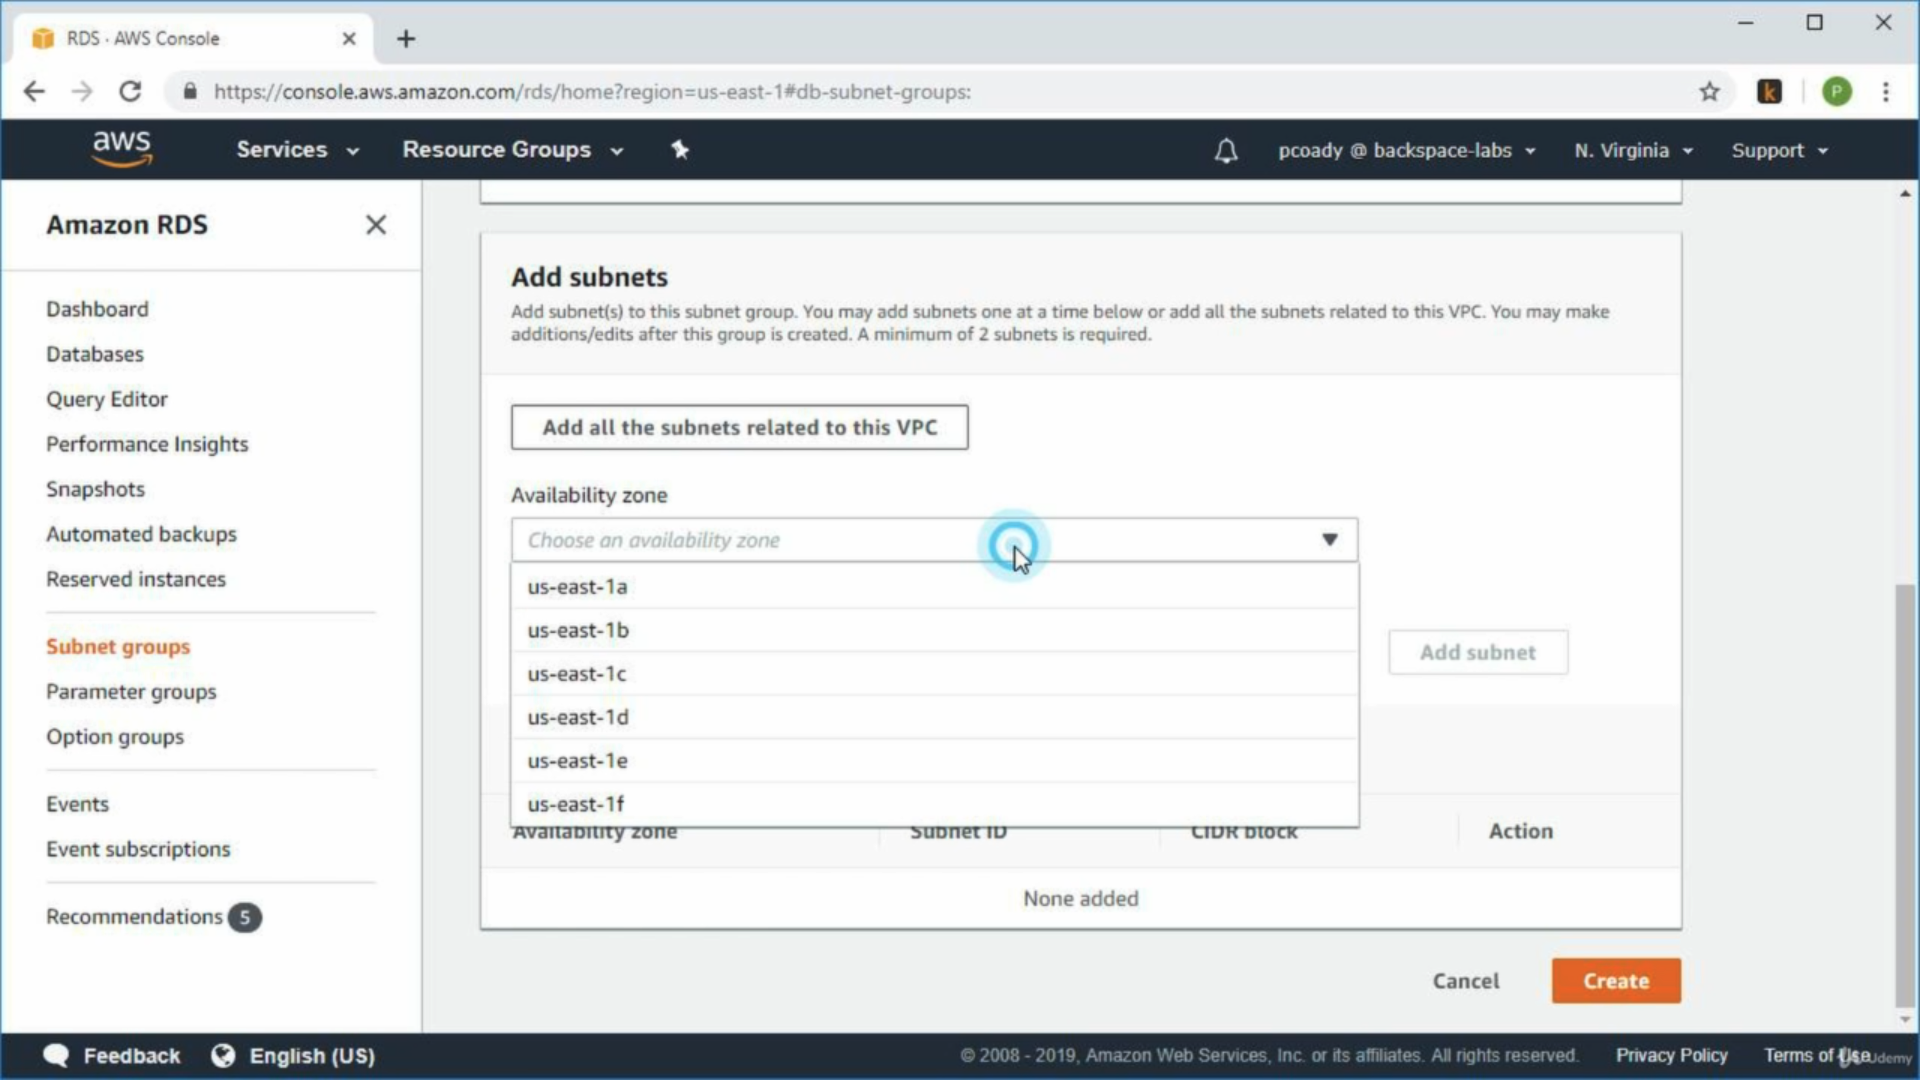 RDS · AWS Console
https://console.aws.amazon.com/rds/home?region=us-east-1#db-subnet-groups:
aws
Services
Resource Groups
pcoady @ backspace-labs
N. Virginia
Support
Amazon RDS
Dashboard
Databases
Query Editor
Performance Insights
Snapshots
Automated backups
Reserved instances
Subnet groups
Parameter groups
Option groups
Events
Event subscriptions
Recommendations 5
Add subnets
Add subnet(s) to this subnet group. You may add subnets one at a time below or add all the subnets related to this VPC. You may make
additions/edits after this group is created. A minimum of 2 subnets is required.
Add all the subnets related to this VPC
Availability zone
Choose an availability zone
us-east-1a
us-east-1b
us-east-1c
us-east-1d
us-east-1e
us-east-1f
Add subnet
Availability zone
Subnet ID
CIDR block
Action
None added
Cancel
Create
Feedback
English (US)
© 2008 - 2019, Amazon Web Services, Inc. or its affiliates. All rights reserved.
Privacy Policy
Terms of Use
Udemy
k
P